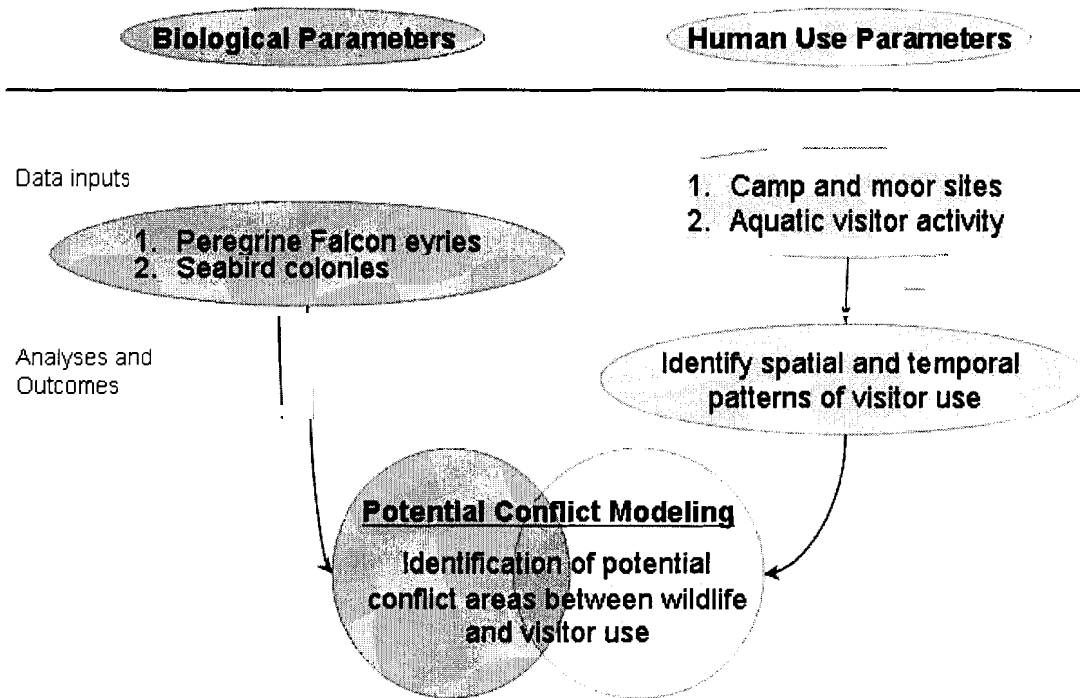 Biological Parameters
Human Use Parameters
Data inputs
1. Peregrine Falcon eyries
2. Seabird colonies
1. Camp and moor sites
2. Aquatic visitor activity
Analyses and
Outcomes
Identify spatial and temporal
patterns of visitor use
Potential Conflict Modeling
Identification of potential
conflict areas between wildlife
and visitor use